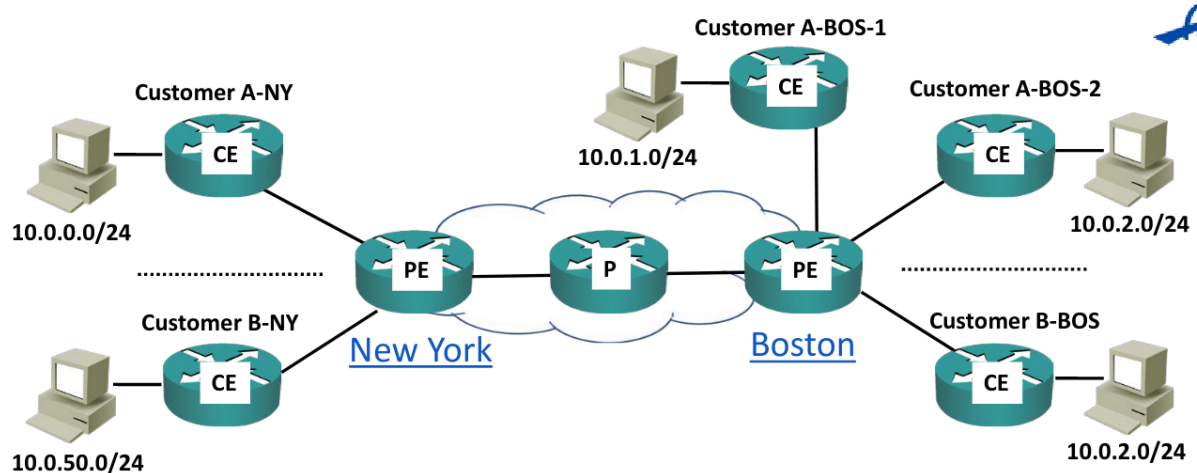 Customer A-BOS-1
CE
10.0.1.0/24
Customer A-NY
CE
10.0.0.0/24
Customer A-BOS-2
CE
10.0.2.0/24
PE
P
PE
New York
Boston
Customer B-NY
CE
10.0.50.0/24
Customer B-BOS
CE
10.0.2.0/24